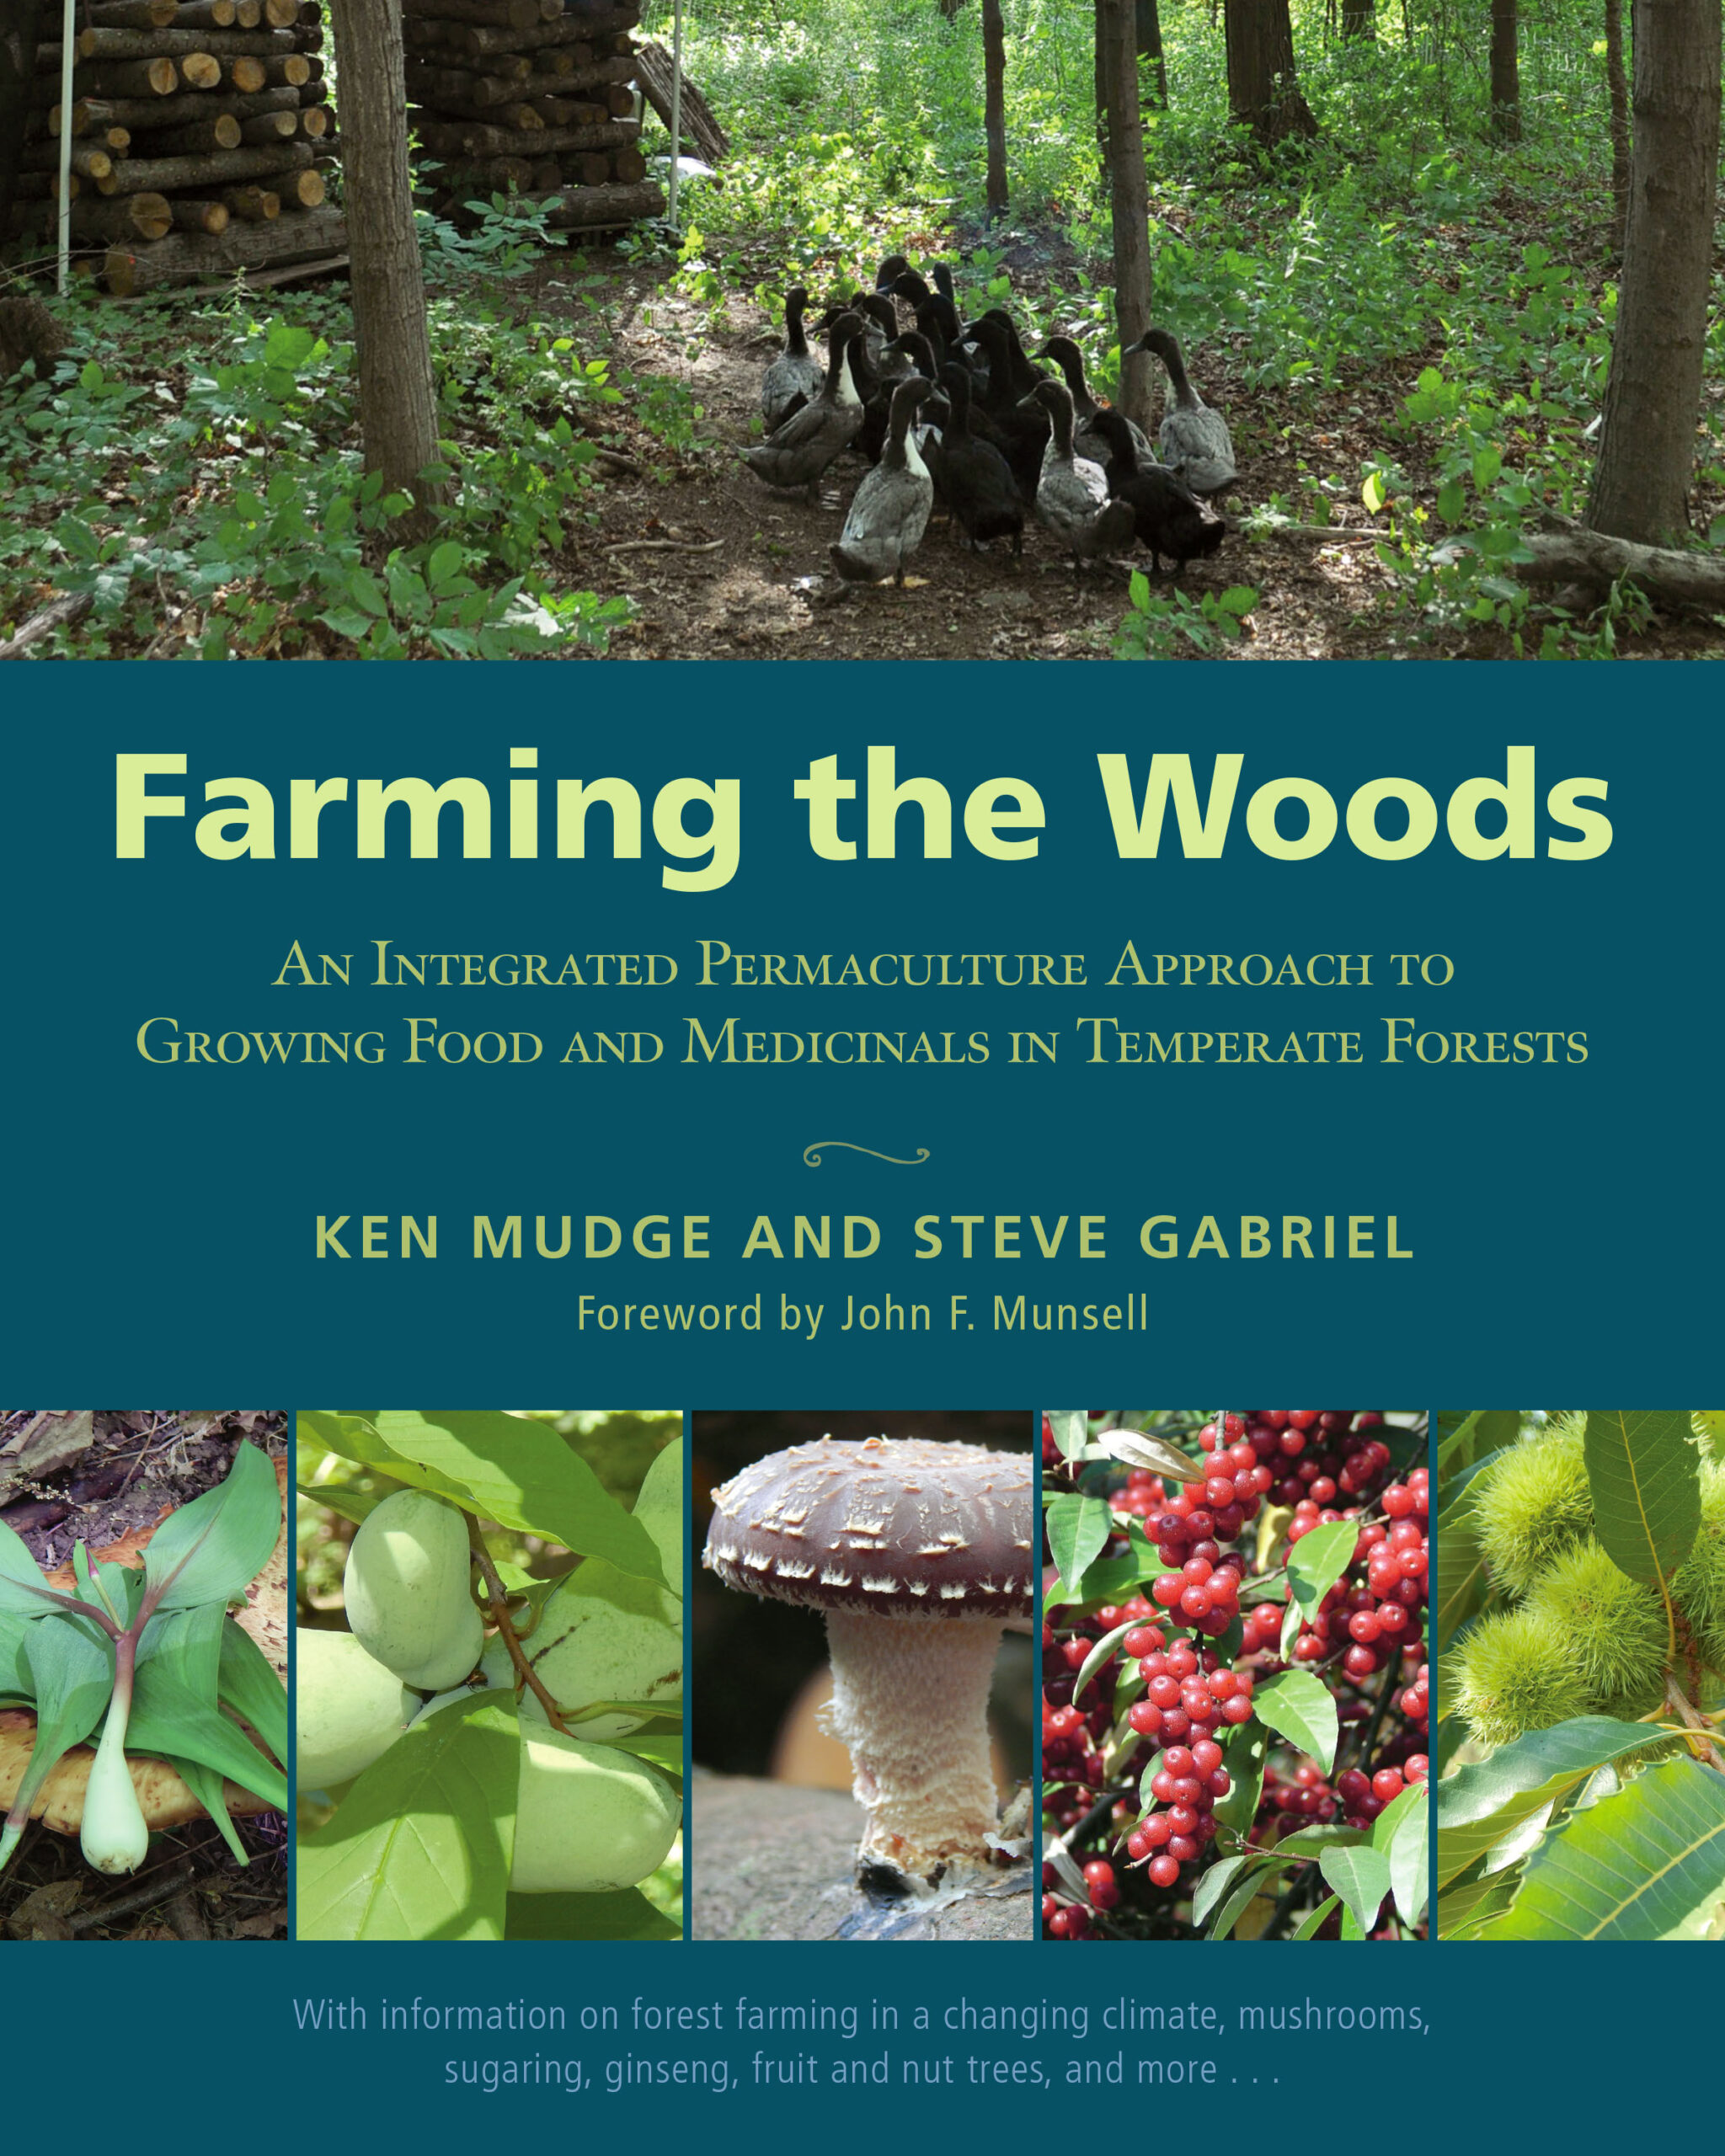 Farming the Woods
An Integrated Permaculture Approach to
Growing Food and Medicinals in Temperate Forests
KEN MUDGE AND STEVE GABRIEL
Foreword by John F. Munsell
With information on forest farming in a changing climate, mushrooms,
sugaring, ginseng, fruit and nut trees, and more . . .